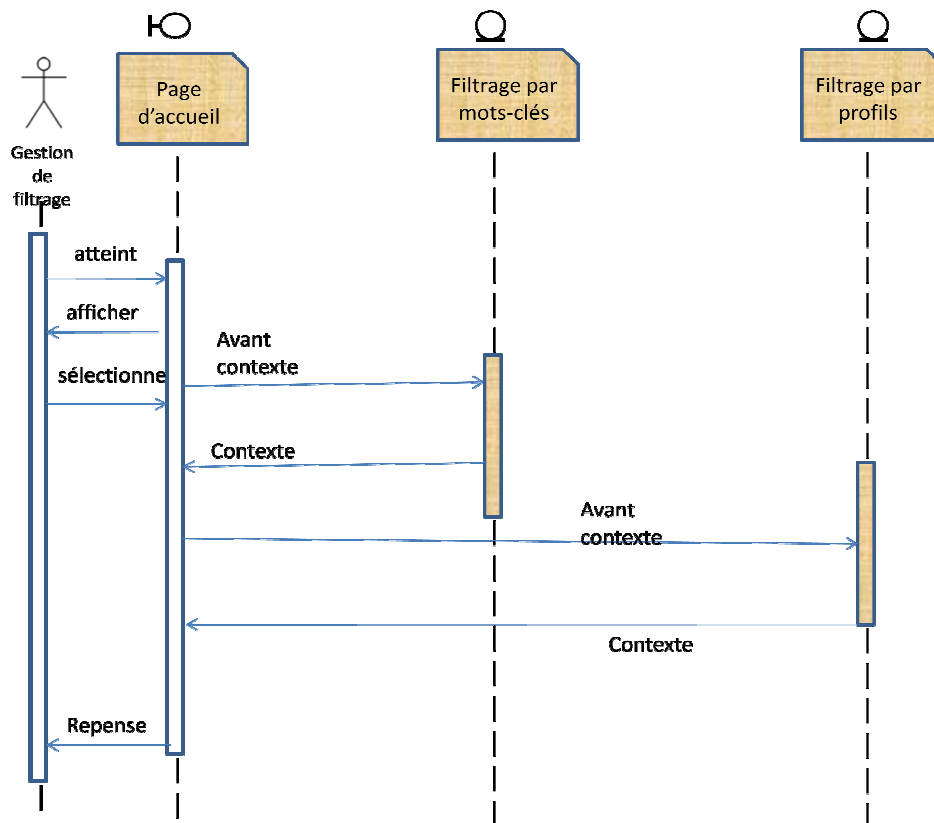 Page
d'accueil
Filtrage par
mots-clés
Filtrage par
profils
Gestion
de
filtrage
atteint
afficher
Avant
contexte
sélectionne
Contexte
Avant
contexte
Contexte
Repense